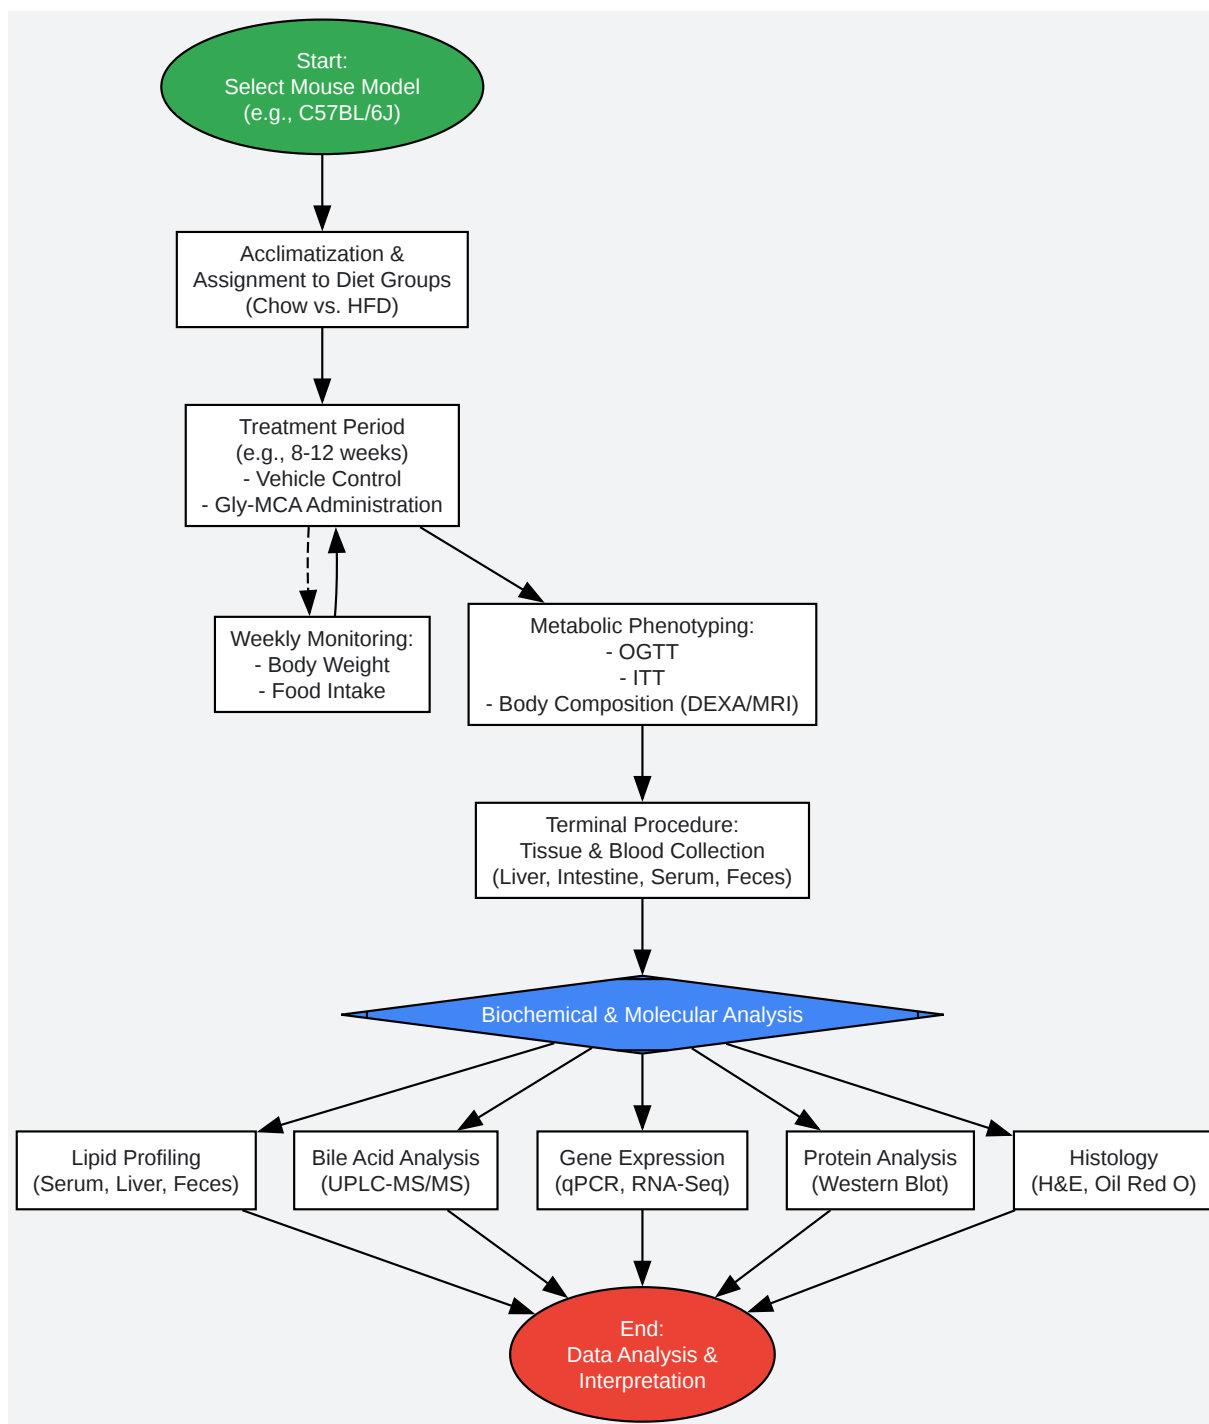 Start:
Select Mouse Model
(e.g., C57BL/6J)
Acclimatization &
Assignment to Diet Groups
(Chow vs. HFD)
Treatment Period
(e.g., 8-12 weeks)
- Vehicle Control
- Gly-MCA Administration
Weekly Monitoring:
- Body Weight
- Food Intake
Metabolic Phenotyping:
- OGTT
- ITT
- Body Composition (DEXA/MRI)
Terminal Procedure:
Tissue & Blood Collection
(Liver, Intestine, Serum, Feces)
Biochemical & Molecular Analysis
Lipid Profiling
(Serum, Liver, Feces)
Bile Acid Analysis
(UPLC-MS/MS)
Gene Expression
(qPCR, RNA-Seq)
Protein Analysis
(Western Blot)
Histology
(H&E, Oil Red O)
End:
Data Analysis &
Interpretation